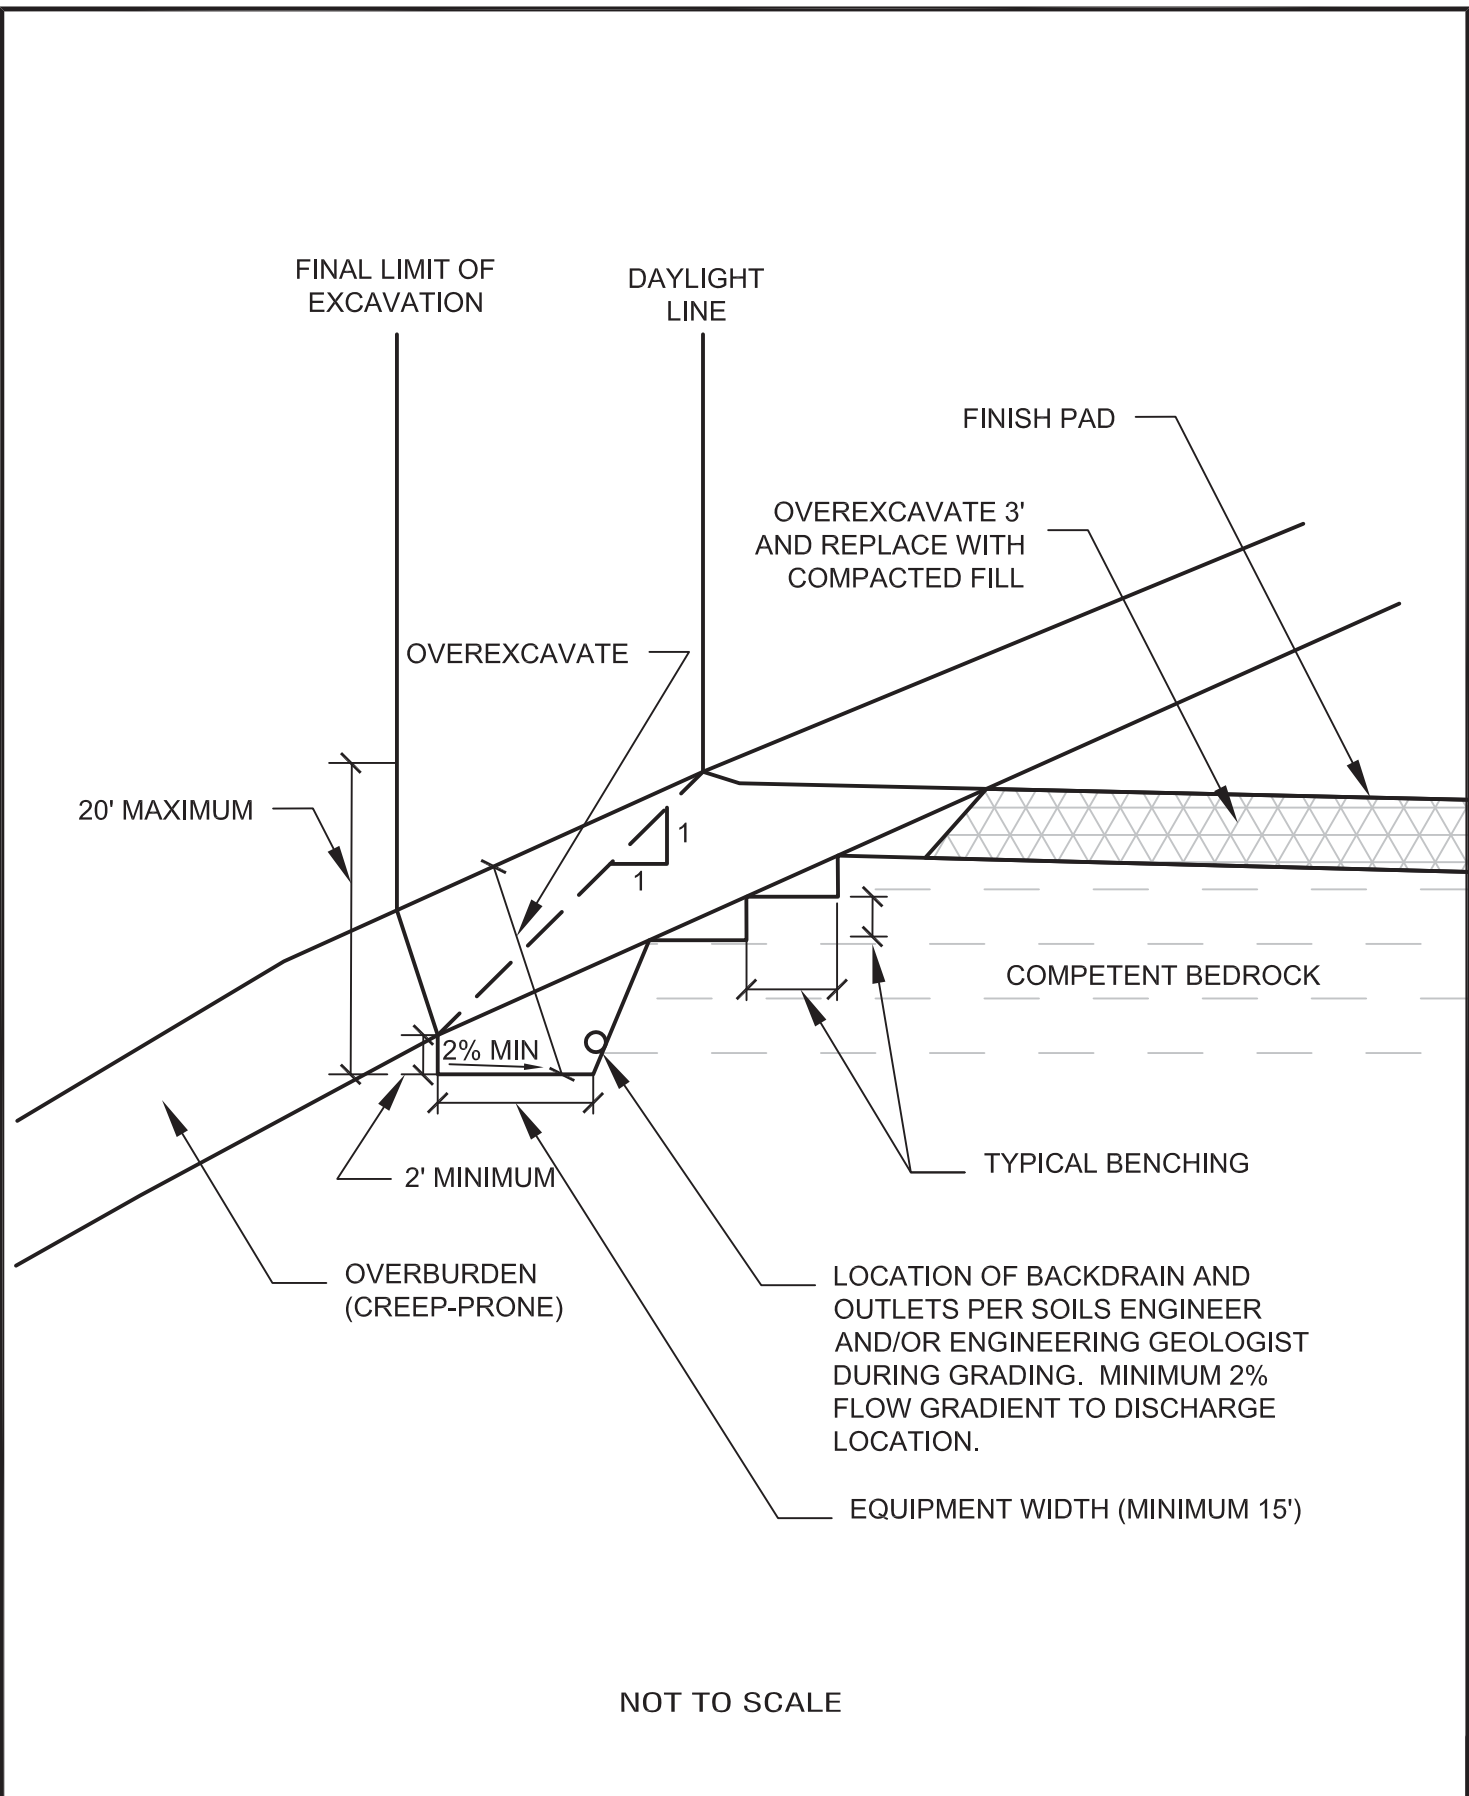 FINAL LIMIT OF
EXCAVATION
DAYLIGHT
LINE
FINISH PAD
OVEREXCAVATE 3'
AND REPLACE WITH
COMPACTED FILL
OVEREXCAVATE
20' MAXIMUM
1
1
COMPETENT BEDROCK
2% MIN
TYPICAL BENCHING
2' MINIMUM
OVERBURDEN
(CREEP-PRONE)
LOCATION OF BACKDRAIN AND
OUTLETS PER SOILS ENGINEER
AND/OR ENGINEERING GEOLOGIST
DURING GRADING.  MINIMUM 2%
FLOW GRADIENT TO DISCHARGE
LOCATION.
EQUIPMENT WIDTH (MINIMUM 15')
NOT TO SCALE